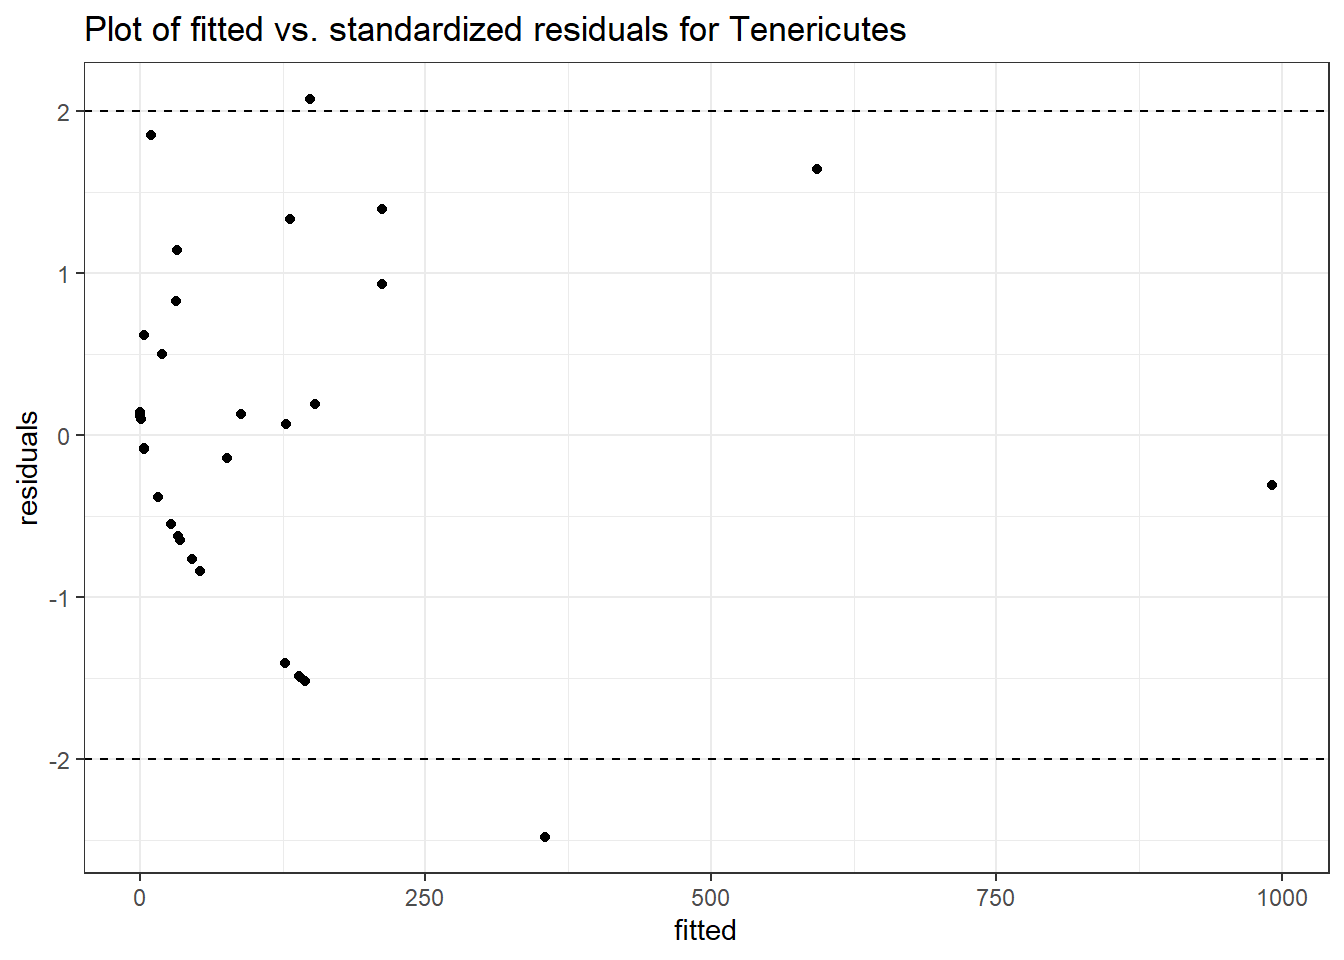 Plot of fitted vs. standardized residuals for Tenericutes
2
1
0
-1
-2
residuals
0 250 500 750 1000
fitted